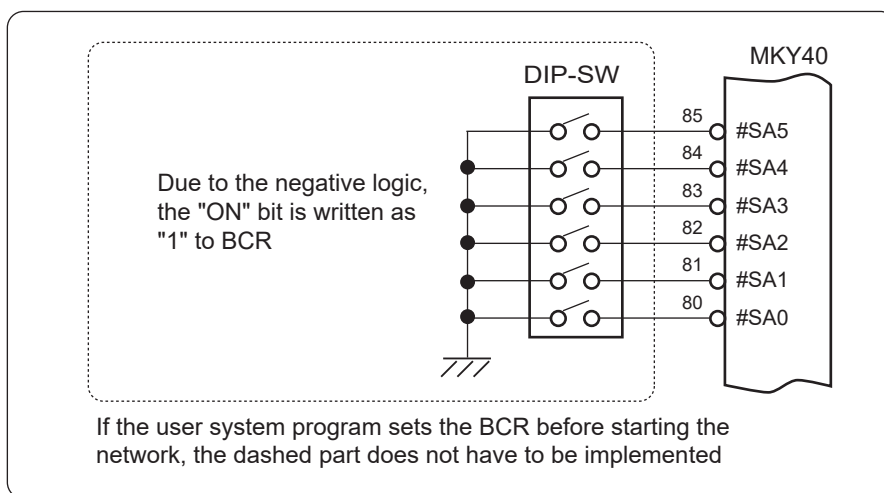 MKY40
DIP-SW
85
#SA5
84
#SA4
83
#SA3
82
#SA2
81
#SA1
80
#SA0
Due to the negative logic,
the "ON" bit is written as
"1" to BCR
If the user system program sets the BCR before starting the
network, the dashed part does not have to be implemented